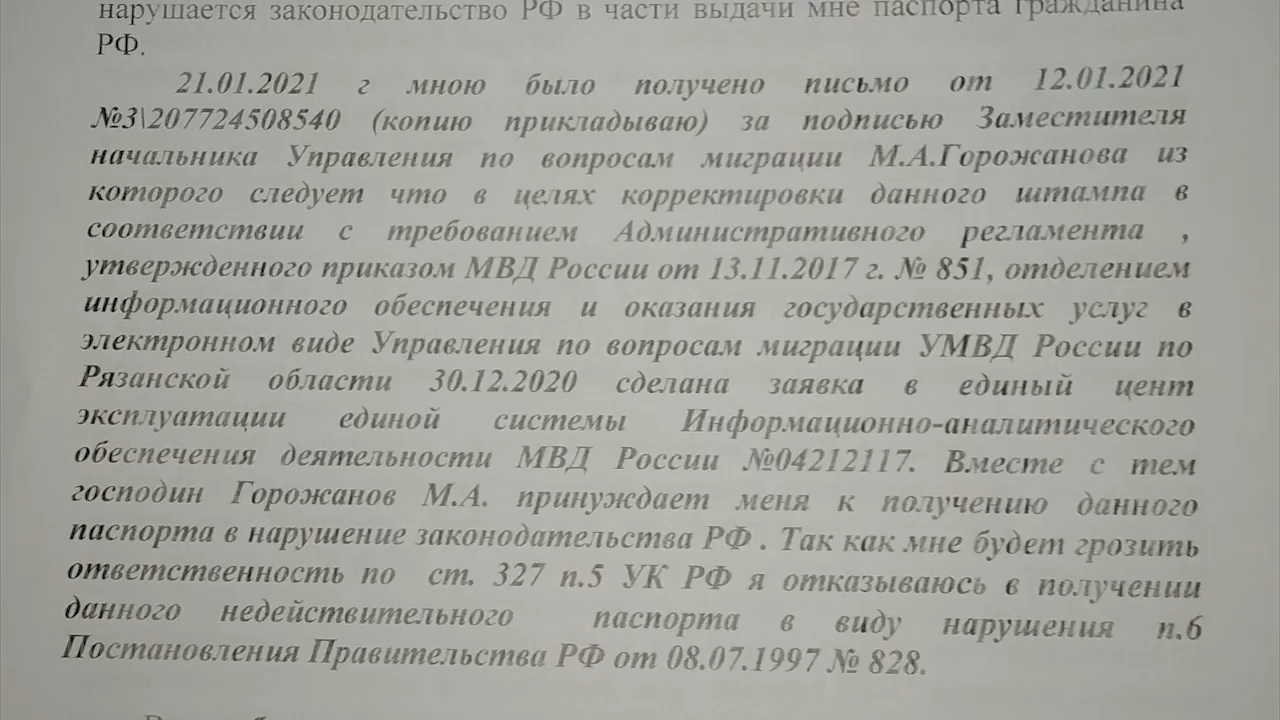 нарушается законодательство РФ в части выдачи мне паспорта гражданина
РФ.
21.01.2021 г мною было получено письмо от 12.01.2021
№3\207724508540 (копию прикладываю) за подписью Заместителя
начальника Управления по вопросам миграции М.А.Горожанова из
которого следует что в целях корректировки данного штампа в
соответствии с требованием Административного регламента ,
утвержденного приказом МВД России от 13.11.2017 г. № 851, отделением
информационного обеспечения и оказания государственных услуг в
электронном виде Управления по вопросам миграции УМВД России по
Рязанской области 30.12.2020 сделана заявка в единый цент
эксплуатации единой системы Информационно-аналитического
обеспечения деятельности МВД России №04212117. Вместе с тем
господин Горожанов М.А. принуждает меня к получению данного
паспорта в нарушение законодательства РФ . Так как мне будет грозить
ответственность по ст. 327 п.5 УК РФ я отказываюсь в получении
данного недействительного паспорта в виду нарушения п.6
Постановления Правительства РФ от 08.07.1997 № 828.